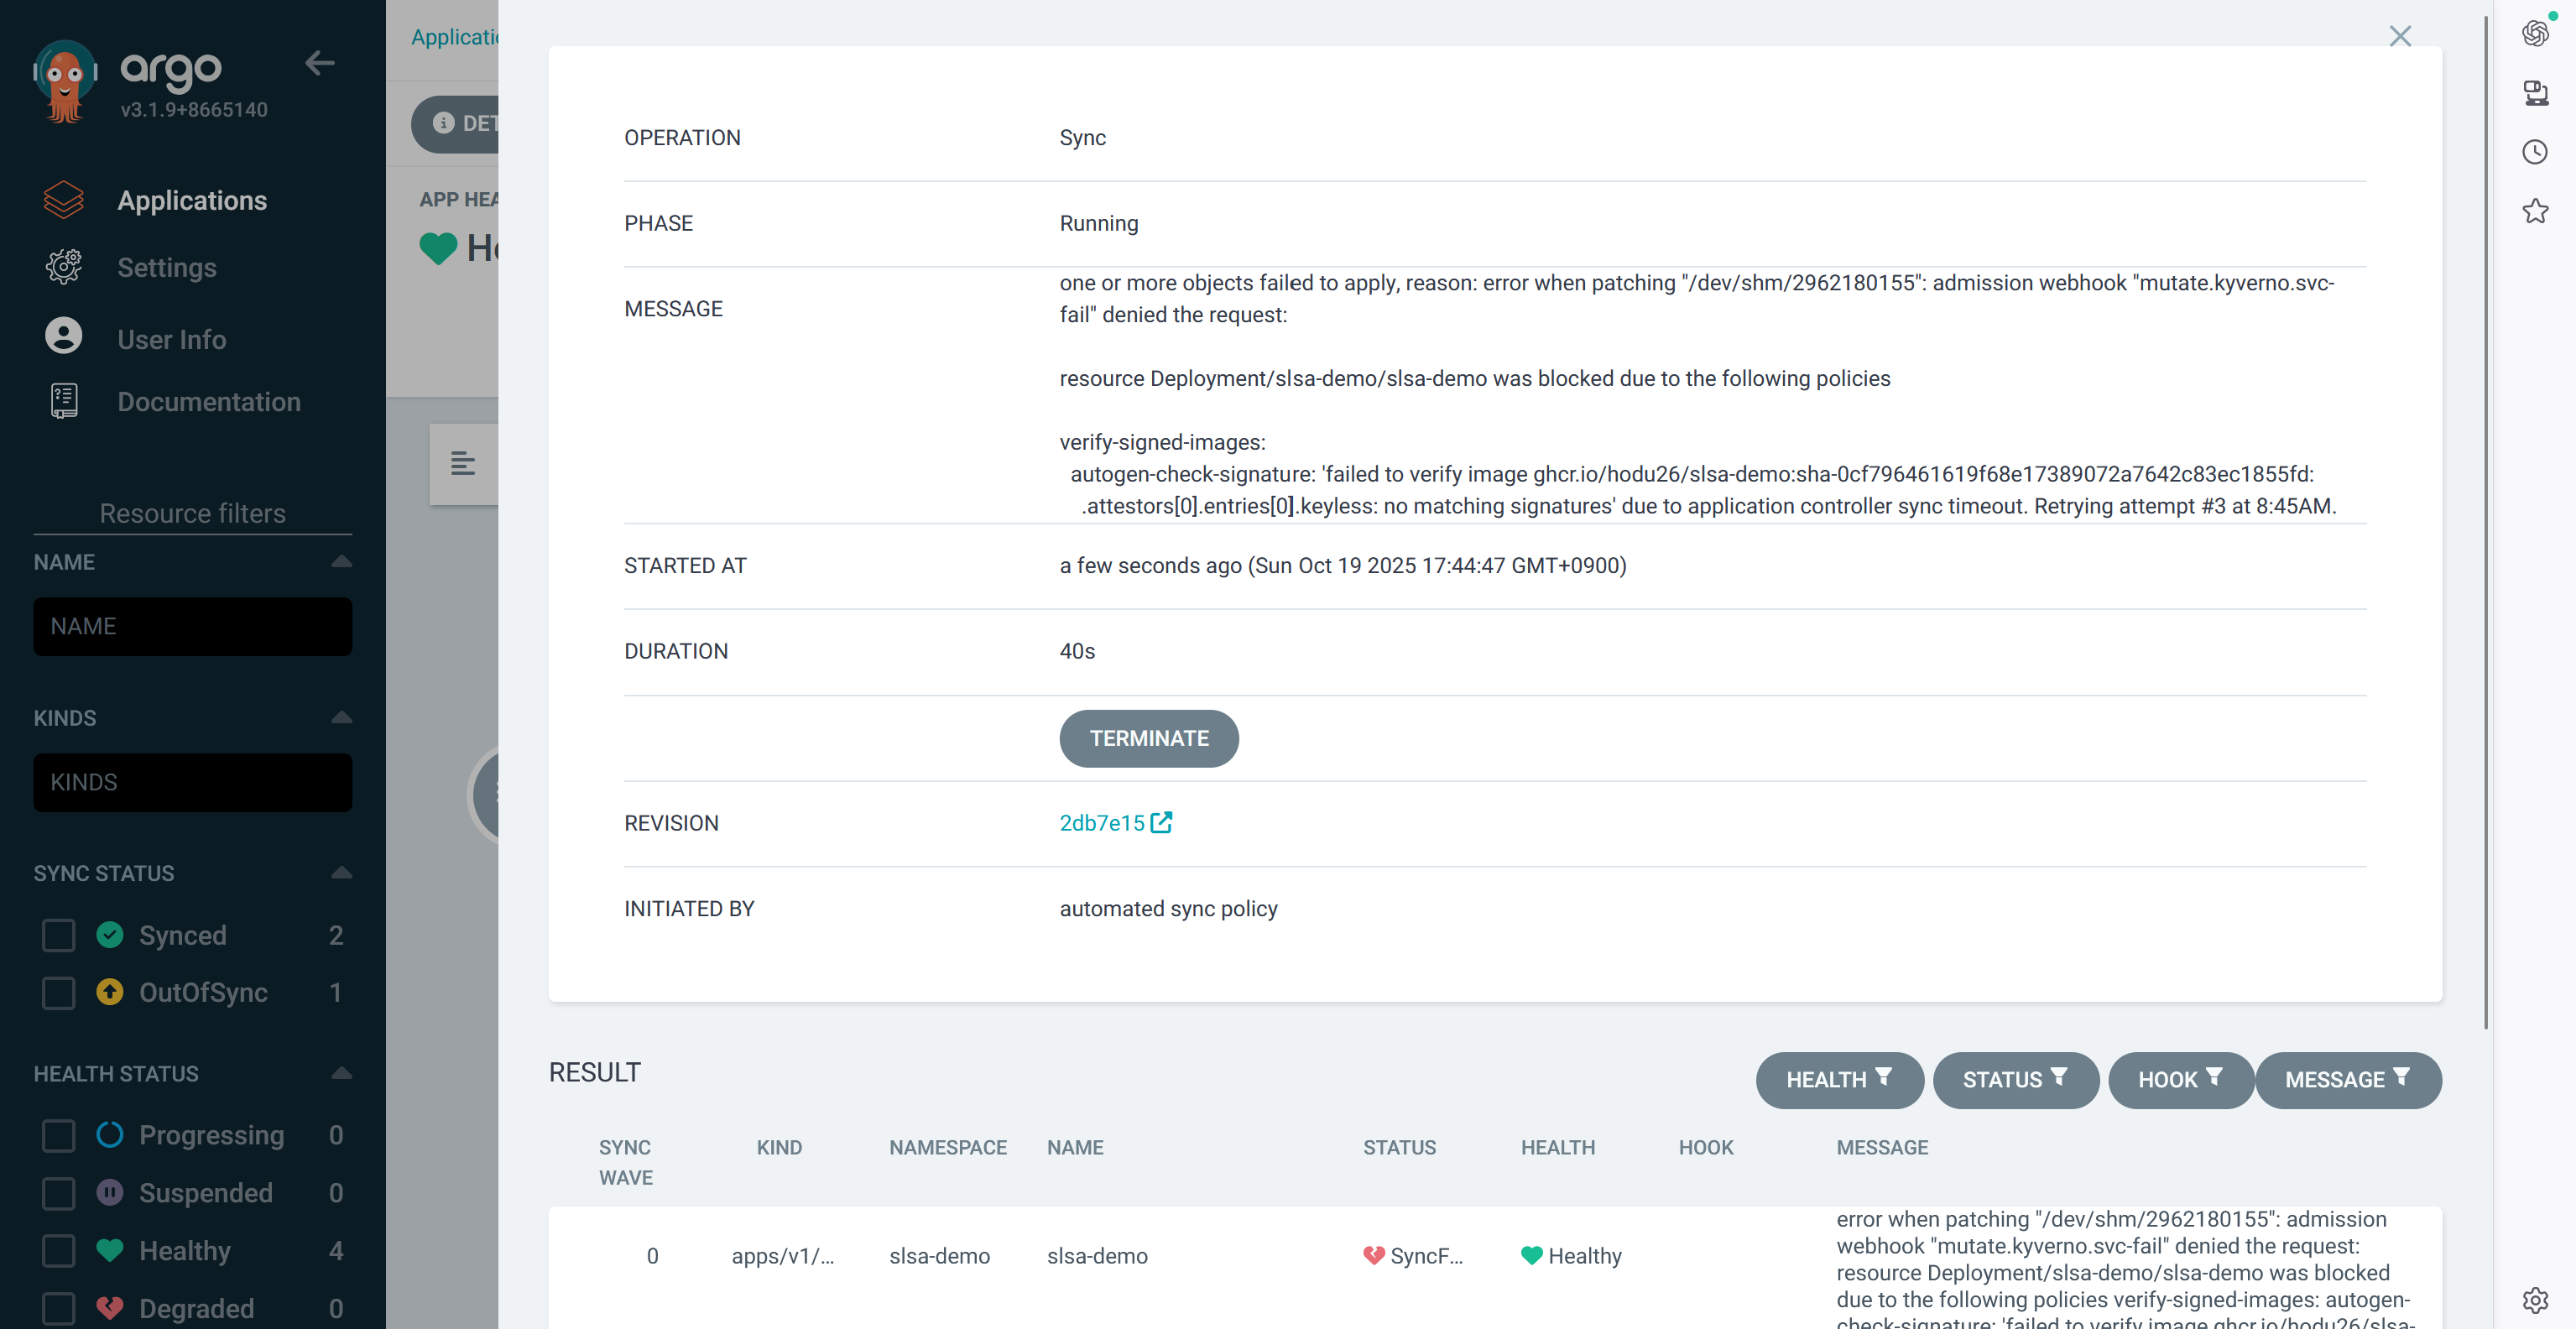 argo
v3.1.9+8665140
Applications
Settings
User Info
Documentation
Resource filters
NAME
NAME
KINDS
KINDS
SYNC STATUS
Synced 2
OutOfSync 1
HEALTH STATUS
Progressing 0
Suspended 0
Healthy 4
Degraded 0
OPERATION Sync
PHASE Running
MESSAGE
one or more objects failed to apply, reason: error when patching "/dev/shm/2962180155": admission webhook "mutate.kyverno.svc-
fail" denied the request:
resource Deployment/slsa-demo/slsa-demo was blocked due to the following policies
verify-signed-images:
autogen-check-signature: 'failed to verify image ghcr.io/hodu26/slsa-demo:sha-0cf796461619f68e17389072a7642c83ec1855fd:
.attestors[0].entries[0].keyless: no matching signatures' due to application controller sync timeout. Retrying attempt #3 at 8:45AM.
STARTED AT a few seconds ago (Sun Oct 19 2025 17:44:47 GMT+0900)
DURATION 40s
TERMINATE
REVISION 2db7e15
INITIATED BY automated sync policy
RESULT
HEALTH STATUS HOOK MESSAGE
SYNC WAVE KIND NAMESPACE NAME STATUS HEALTH HOOK MESSAGE
0 apps/v1/... slsa-demo slsa-demo SyncF... Healthy
error when patching "/dev/shm/2962180155": admission
webhook "mutate.kyverno.svc-fail" denied the request:
resource Deployment/slsa-demo/slsa-demo was blocked
due to the following policies verify-signed-images: autogen-
check-signature: 'failed to verify image ghcr.io/hodu26/slsa-